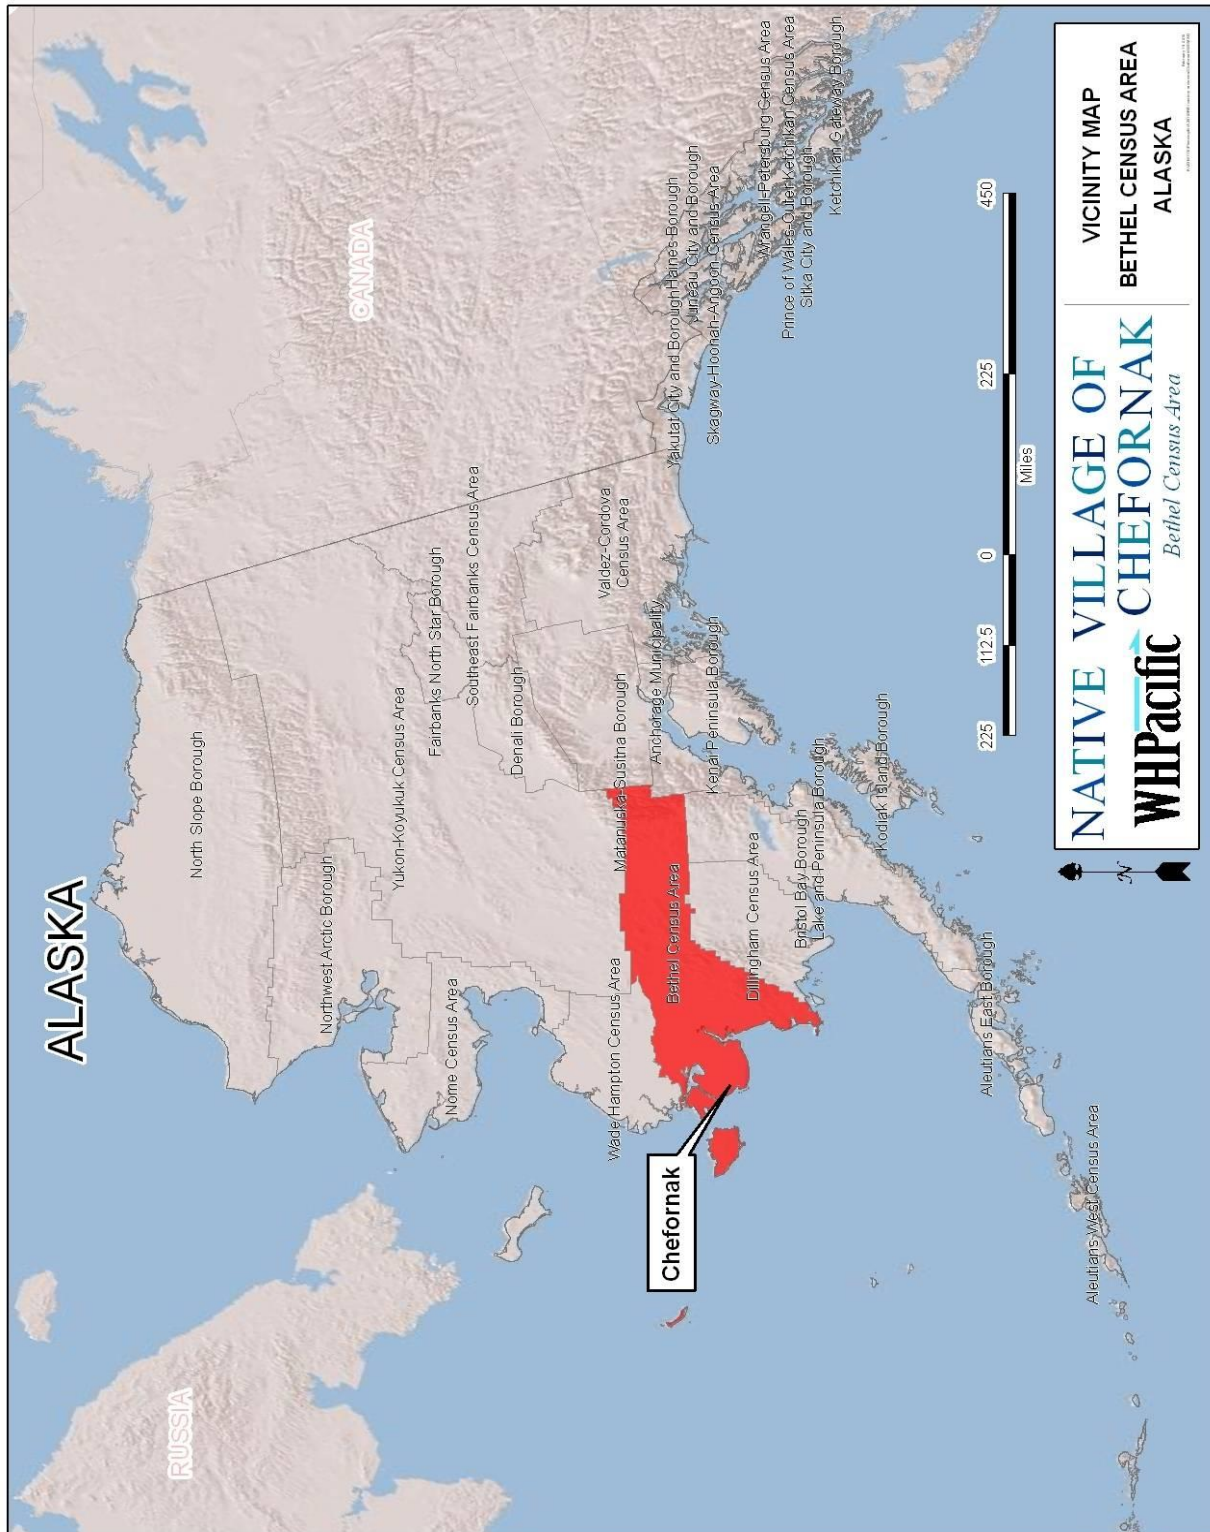 ALASKA
RUSSIA
CANADA
North Slope Borough
Northwest Arctic Borough
Nome Census Area
Yukon-Koyukuk Census Area
Fairbanks North Star Borough
Southeast Fairbanks Census Area
Denali Borough
Wade Hampton Census Area
Matanuska-Susitna Borough
Valdez-Cordova
Census Area
Anchorage Municipality
Bethel Census Area
Chefornak
Kenai Peninsula Borough
Dillingham Census Area
Bristol Bay Borough
Lake and Peninsula Borough
Kodiak Island Borough
Aleutians East Borough
Aleutians West Census Area
Yakutat City and Borough
Haines Borough
Juneau City and Borough
Skagway-Hoonah-Angoon Census Area
Wrangell-Petersburg Census Area
Prince of Wales-Outer Ketchikan Census Area
Sitka City and Borough
Ketchikan Gateway Borough
225 112.5 0 225 450
Miles
N
NATIVE VILLAGE OF
CHEFORNAK
WHPacific
Bethel Census Area
VICINITY MAP
BETHEL CENSUS AREA
ALASKA